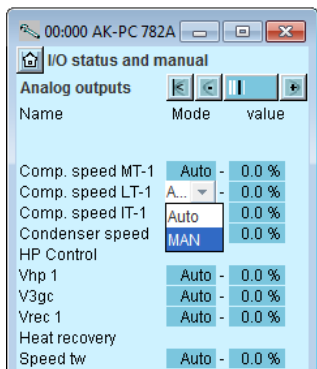 00:000 AK-PC 782A
I/O status and manual
Analog outputs
Name Mode value
Comp. speed MT-1 Auto - 0.0 %
Comp. speed LT-1 A... - 0.0 %
Comp. speed IT-1 Auto 0.0 %
Condenser speed MAN 0.0 %
HP Control
Vhp 1 Auto - 0.0 %
V3gc Auto - 0.0 %
Vrec 1 Auto - 0.0 %
Heat recovery
Speed tw Auto - 0.0 %